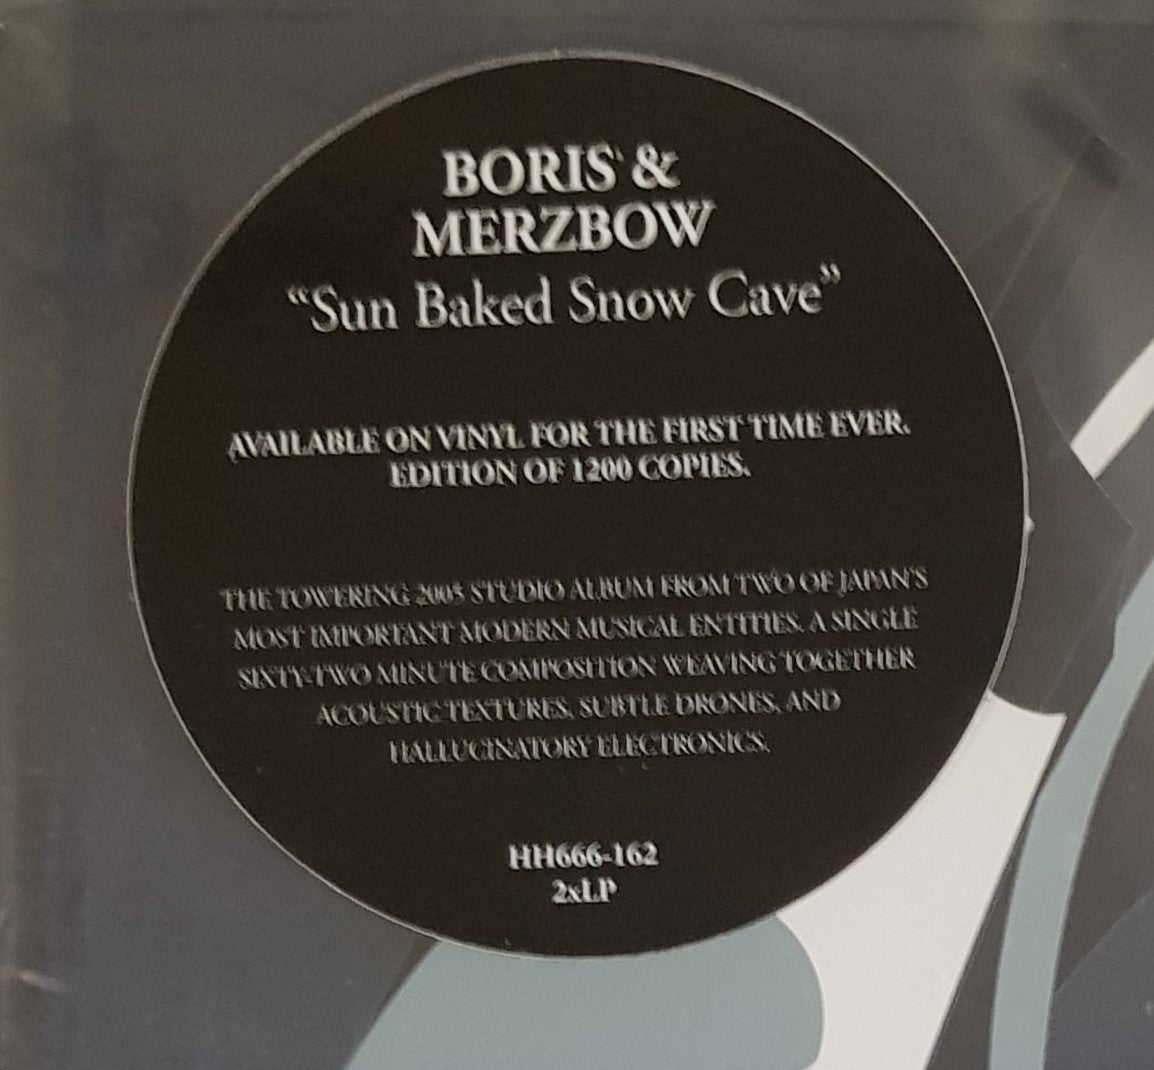 BORIS &
MERZBOW
“Sun Baked Snow Cave”
AVAILABLE ON VINYL FOR THE FIRST TIME EVER.
EDITION OF 1200 COPIES.
THE TOWERING 2005 STUDIO ALBUM FROM TWO OF JAPAN'S
MOST IMPORTANT MODERN MUSICAL ENTITIES. A SINGLE
SIXTY-TWO MINUTE COMPOSITION WEAVING TOGETHER
ACOUSTIC TEXTURES, SUBTLE DRONES, AND
HALLUCINATORY ELECTRONICS.
HH666-162
2xLP